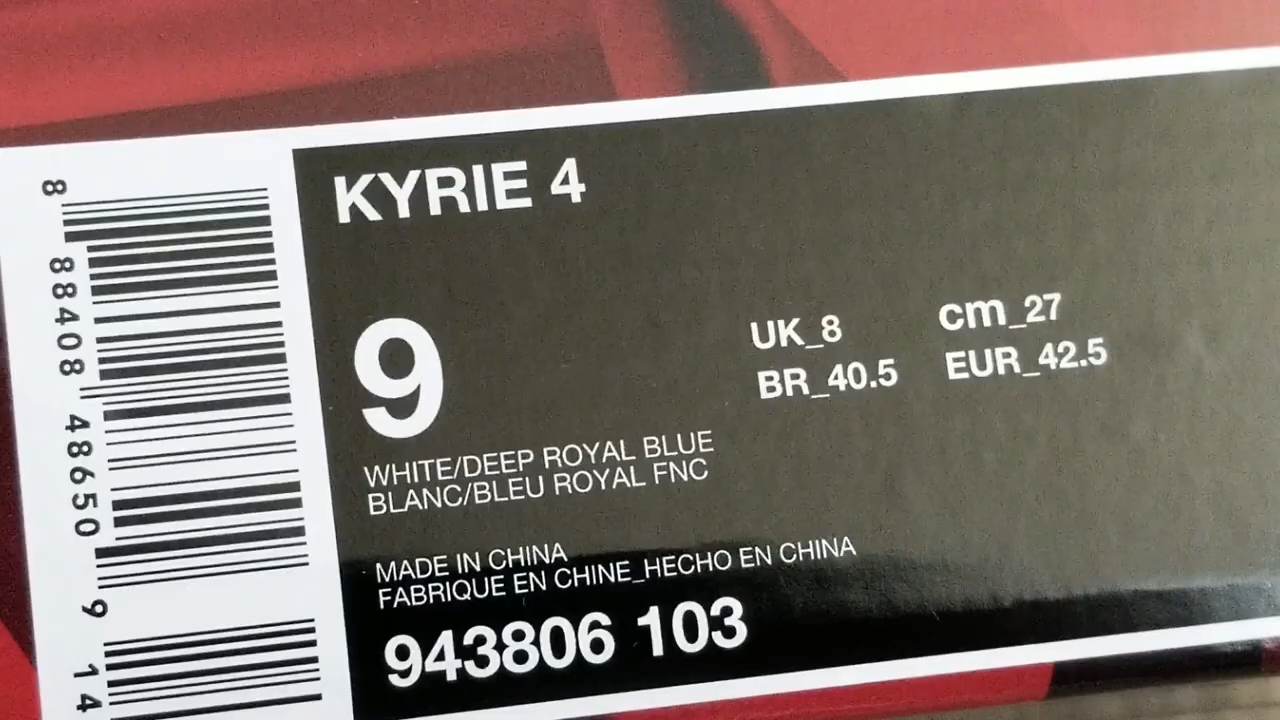 KYRIE 4
9
UK_8
cm_27
BR_40.5
EUR_42.5
WHITE/DEEP ROYAL BLUE
BLANC/BLEU ROYAL FNC
MADE IN CHINA
FABRIQUE EN CHINE_HECHO EN CHINA
943806 103
8 88408 48650 9 14